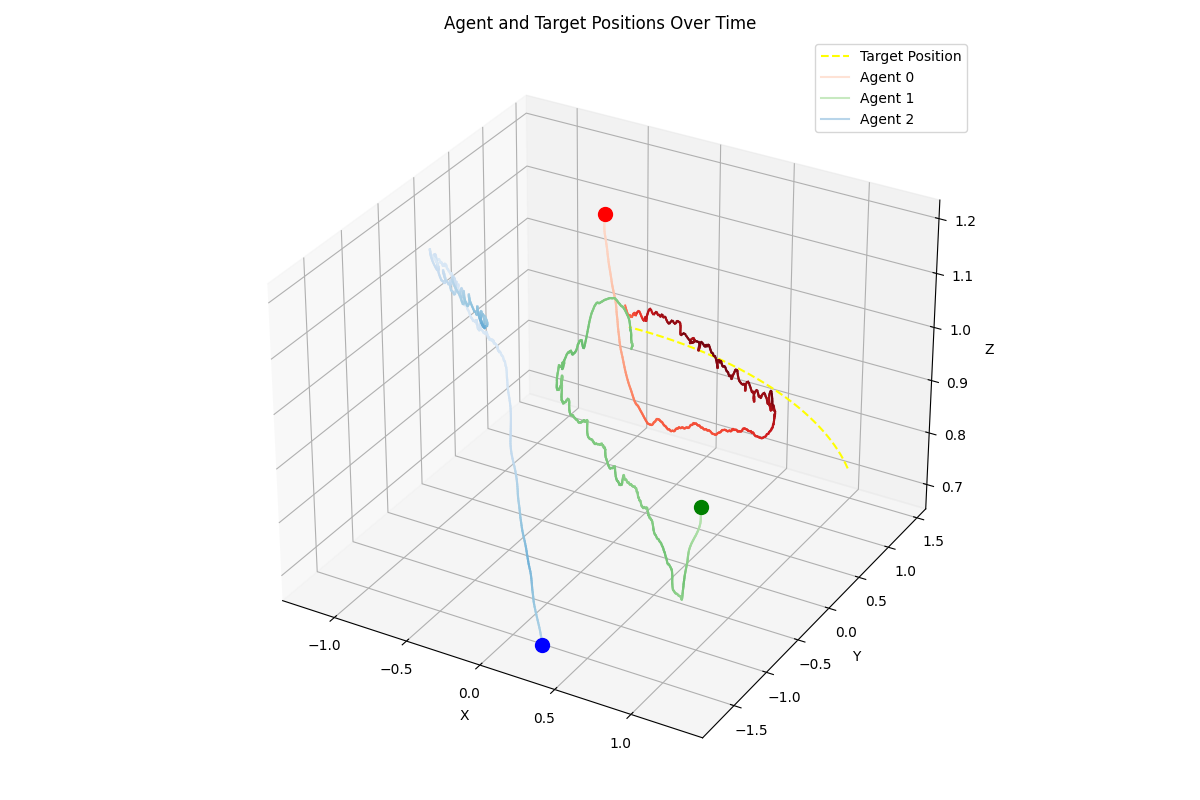 Agent and Target Positions Over Time
Target Position
Agent 0
Agent 1
Agent 2
1.2
1.1
1.0
0.9
0.8
0.7
Z
1.5
1.0
0.5
0.0
−0.5
−1.0
−1.5
Y
−1.0
−0.5
0.0
0.5
1.0
X